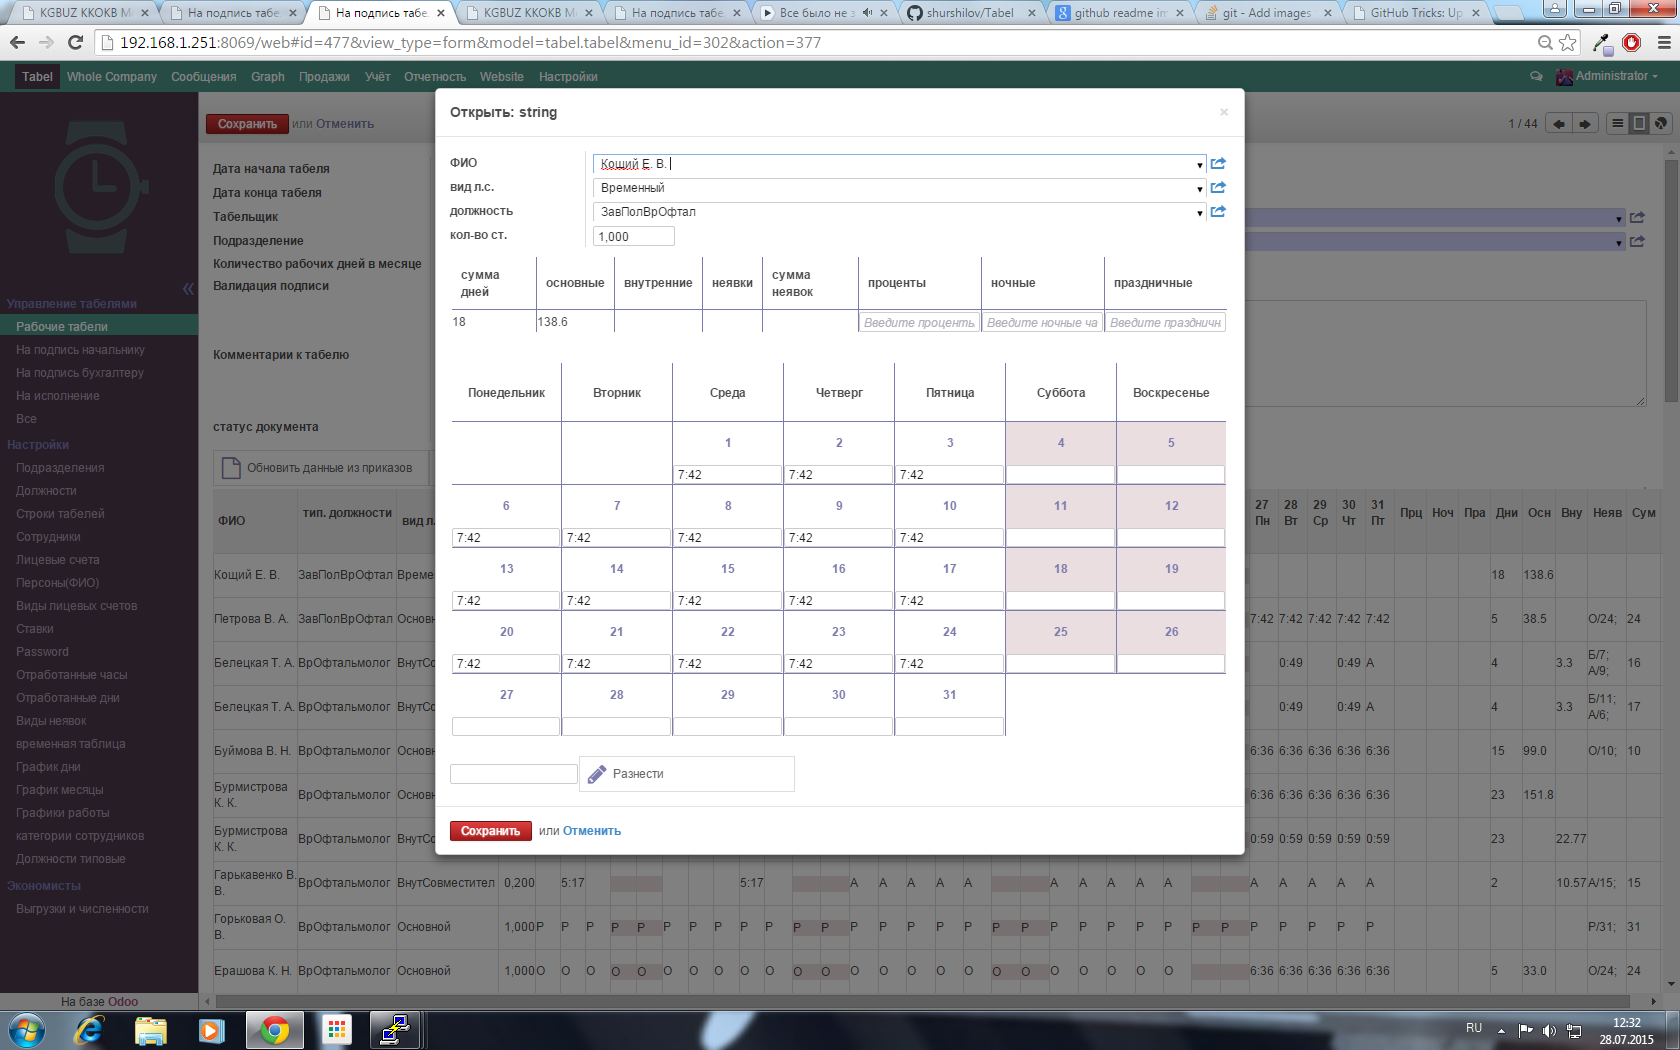 KGBUZ KKOKB М
На подпись табе
На подпись табе
KGBUZ KKOKB М
На подпись табе
Все было не з
shurshilov/Tabel
github readme im
git - Add images
GitHub Tricks: Up
192.168.1.251:8069/web#id=477&view_type=form&model=tabel.tabel&menu_id=302&action=377
Tabel Whole Company Сообщения Graph Продажи Учёт Отчетность Website Настройки Administrator
Сохранить или Отменить 1 / 44
Дата начала табеля
Дата конца табеля
Табельщик
Подразделение
Количество рабочих дней в месяце
Валидация подписи
Комментарии к табелю
статус документа
Обновить данные из приказов
Управление табелями
Рабочие табели
На подпись начальнику
На подпись бухгалтеру
На исполнение
Все
Настройки
Подразделения
Должности
Строки табелей
Сотрудники
Лицевые счета
Персоны(ФИО)
Виды лицевых счетов
Ставки
Password
Отработанные часы
Отработанные дни
Виды неявок
временная таблица
График дни
График месяцы
Графики работы
категории сотрудников
Должности типовые
Экономисты
Выгрузки и численности
На базе Odoo
Открыть: string ×
ФИО Кощий Е. В.
вид л.с. Временный
должность ЗавПолВрОфтал
кол-во ст. 1,000
сумма дней основные внутренние неявки сумма неявок проценты ночные праздничные
18 138.6 Введите проценть Введите ночные ча Введите праздничн
Понедельник Вторник Среда Четверг Пятница Суббота Воскресенье
1 2 3 4 5
7:42 7:42 7:42
6 7 8 9 10 11 12
7:42 7:42 7:42 7:42 7:42
13 14 15 16 17 18 19
7:42 7:42 7:42 7:42 7:42
20 21 22 23 24 25 26
7:42 7:42 7:42 7:42 7:42
27 28 29 30 31
Разнести
Сохранить или Отменить
ФИО тип. должности вид л. 27 Пн 28 Вт 29 Ср 30 Чт 31 Пт Прц Ноч Пра Дни Осн Вну Неяв Сум
Кощий Е. В. ЗавПолВрОфтал Време 18 138.6
Петрова В. А. ЗавПолВрОфтал Основн 7:42 7:42 7:42 7:42 7:42 5 38.5 О/24; 24
Белецкая Т. А. ВрОфтальмолог ВнутСо 0:49 0:49 А 4 3.3 Б/7; А/9; 16
Белецкая Т. А. ВрОфтальмолог ВнутСо 0:49 0:49 А 4 3.3 Б/11; А/6; 17
Буймова В. Н. ВрОфтальмолог Основн 6:36 6:36 6:36 6:36 6:36 15 99.0 О/10; 10
Бурмистрова К. К. ВрОфтальмолог Основн 6:36 6:36 6:36 6:36 6:36 23 151.8
Бурмистрова К. К. ВрОфтальмолог ВнутСо 0:59 0:59 0:59 0:59 0:59 23 22.77
Гарькавенко В. В. ВрОфтальмолог ВнутСовместител 0,200 5:17 5:17 А А А А А А А А А А А А А А А 2 10.57 А/15; 15
Горьковая О. В. ВрОфтальмолог Основной 1,000 Р Р Р Р Р Р Р Р Р Р Р Р Р Р Р Р Р Р Р Р Р Р Р Р Р Р Р Р Р Р Р Р/31; 31
Ерашова К. Н. ВрОфтальмолог Основной 1,000 О О О О О О О О О О О О О О О О О О О О О О О О 6:36 6:36 6:36 6:36 6:36 5 33.0 О/24; 24
RU 12:32
28.07.2015